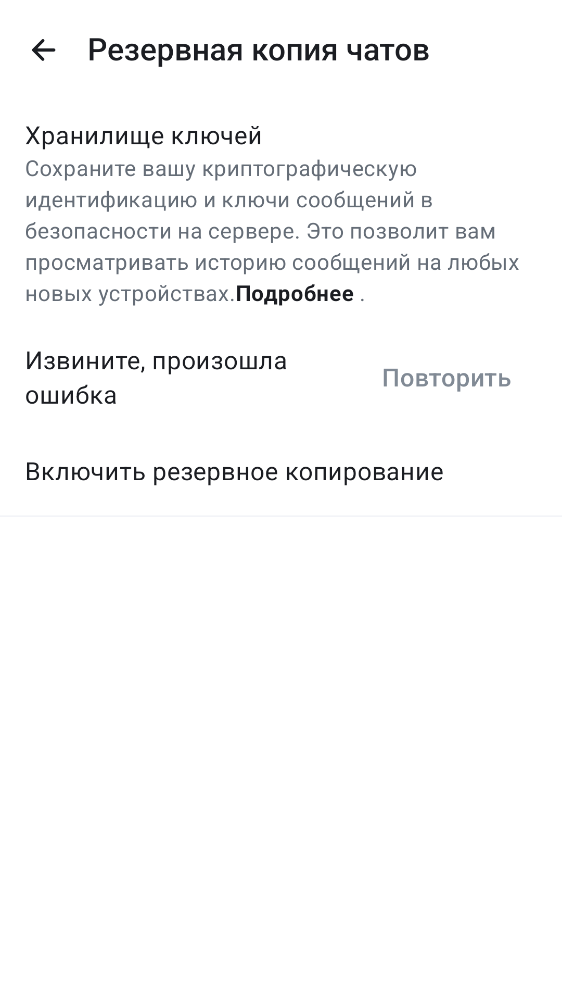 Резервная копия чатов
Хранилище ключей
Сохраните вашу криптографическую
идентификацию и ключи сообщений в
безопасности на сервере. Это позволит вам
просматривать историю сообщений на любых
новых устройствах.Подробнее .
Извините, произошла
ошибка
Повторить
Включить резервное копирование